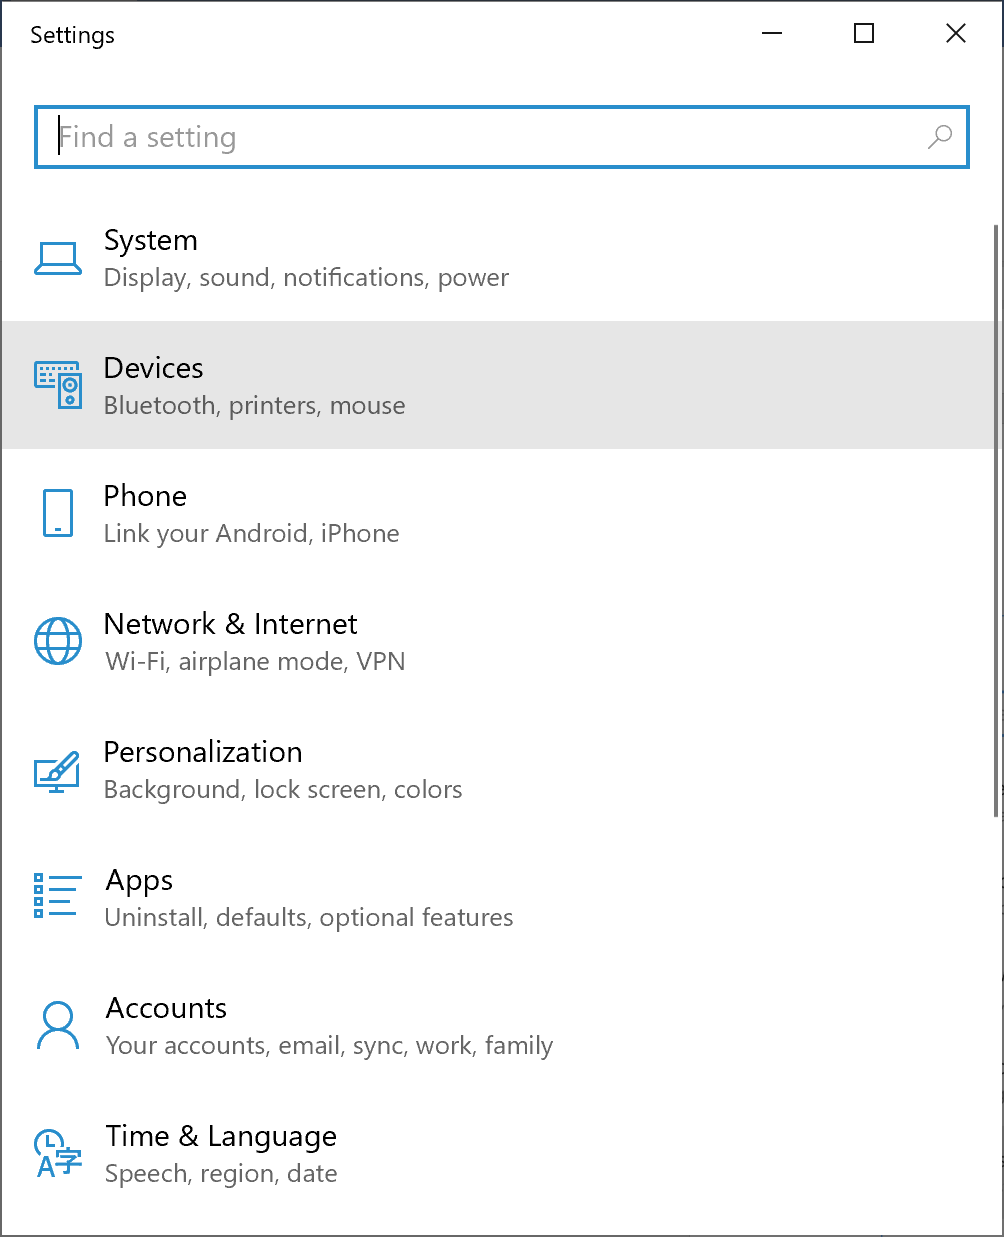 Settings
Find a setting
System
Display, sound, notifications, power
Devices
Bluetooth, printers, mouse
Phone
Link your Android, iPhone
Network & Internet
Wi-Fi, airplane mode, VPN
Personalization
Background, lock screen, colors
Apps
Uninstall, defaults, optional features
Accounts
Your accounts, email, sync, work, family
A字
Time & Language
Speech, region, date